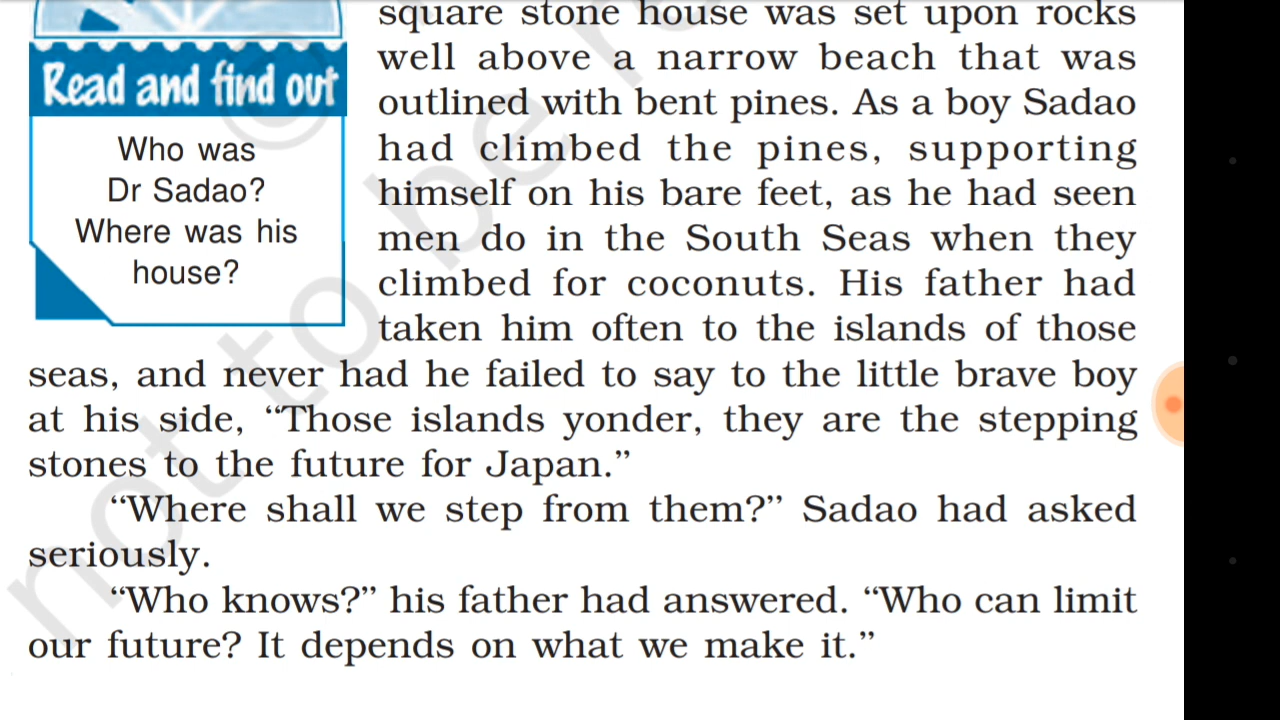 square stone house was set upon rocks
well above a narrow beach that was
outlined with bent pines. As a boy Sadao
had climbed the pines, supporting
himself on his bare feet, as he had seen
men do in the South Seas when they
climbed for coconuts. His father had
taken him often to the islands of those
Read and find out
Who was
Dr Sadao?
Where was his
house?
seas, and never had he failed to say to the little brave boy
at his side, “Those islands yonder, they are the stepping
stones to the future for Japan.”
“Where shall we step from them?” Sadao had asked
seriously.
“Who knows?” his father had answered. “Who can limit
our future? It depends on what we make it.”
not to be re